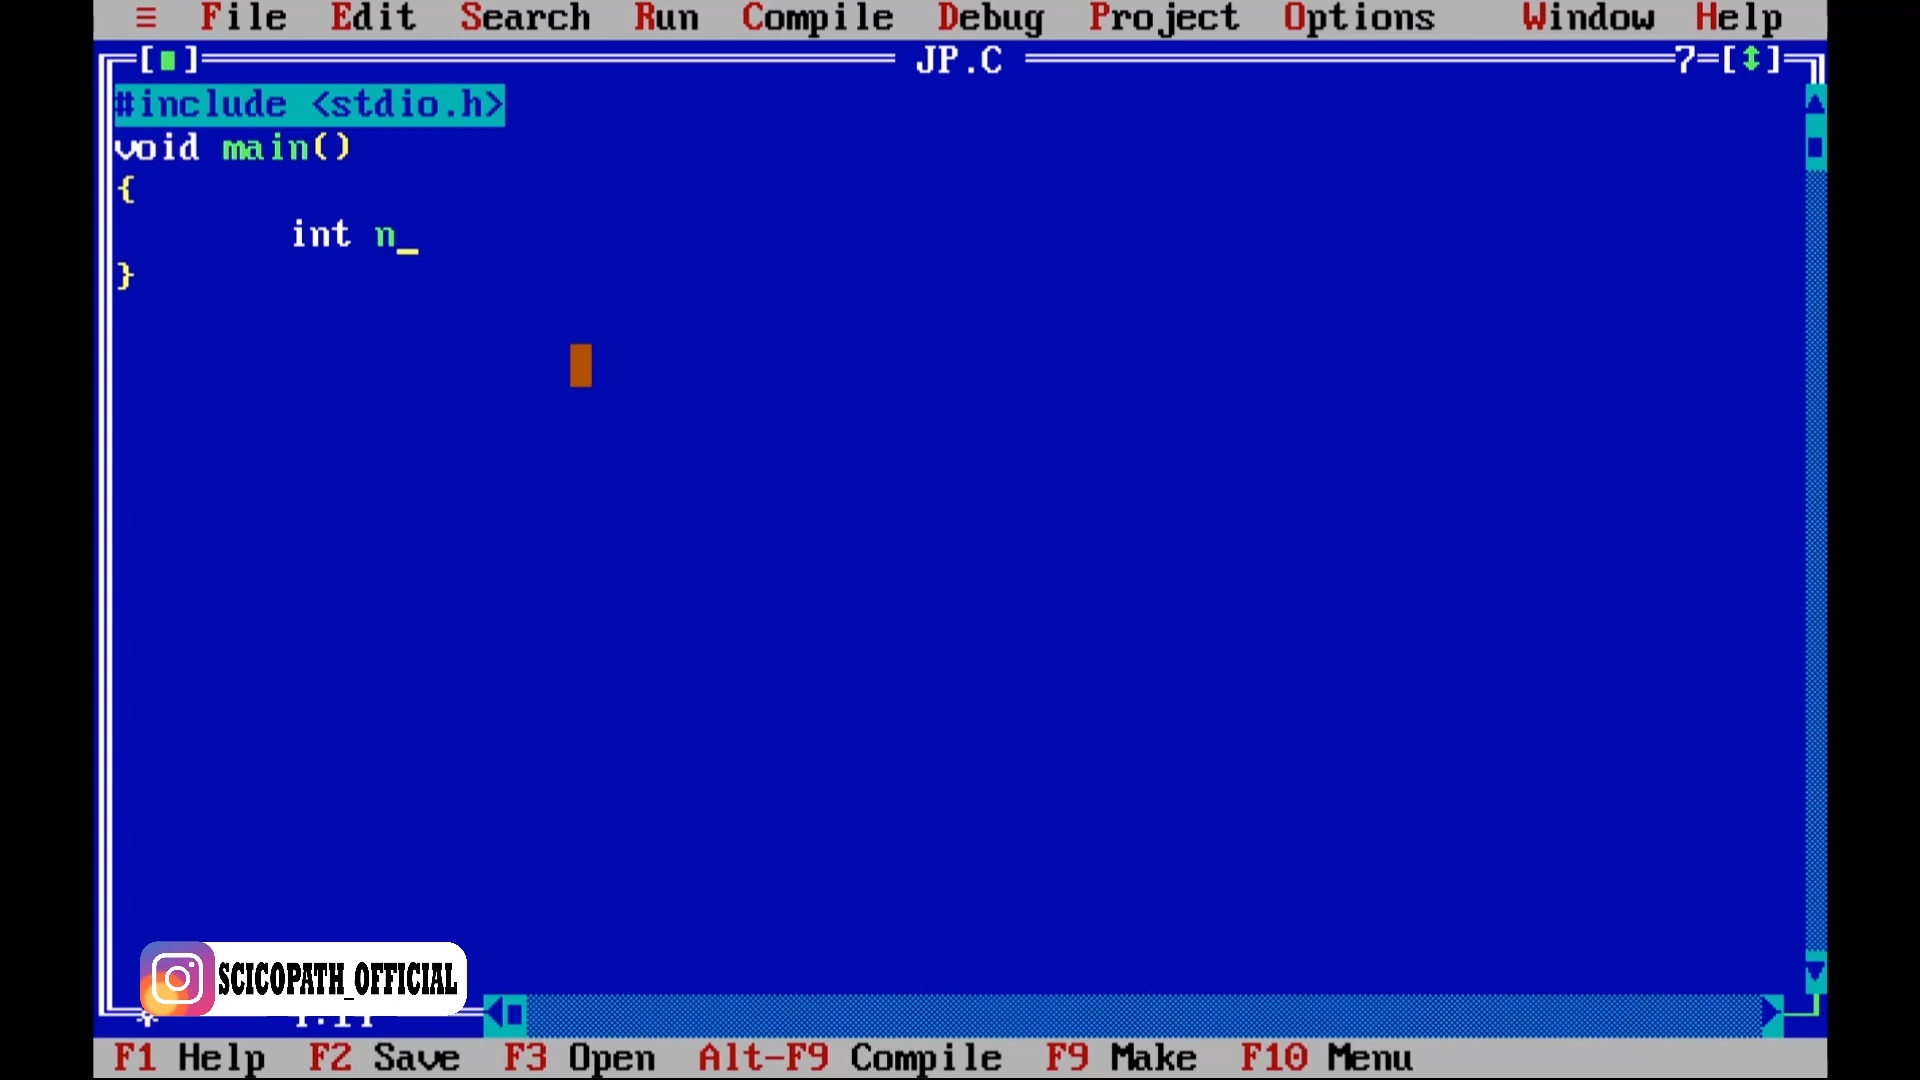 ≡ File Edit Search Run Compile Debug Project Options Window Help
[■] JP.C 7=[↕]
#include <stdio.h>
void main()
{
int n_
}
SCICOPATH_OFFICIAL
F1 Help F2 Save F3 Open Alt-F9 Compile F9 Make F10 Menu